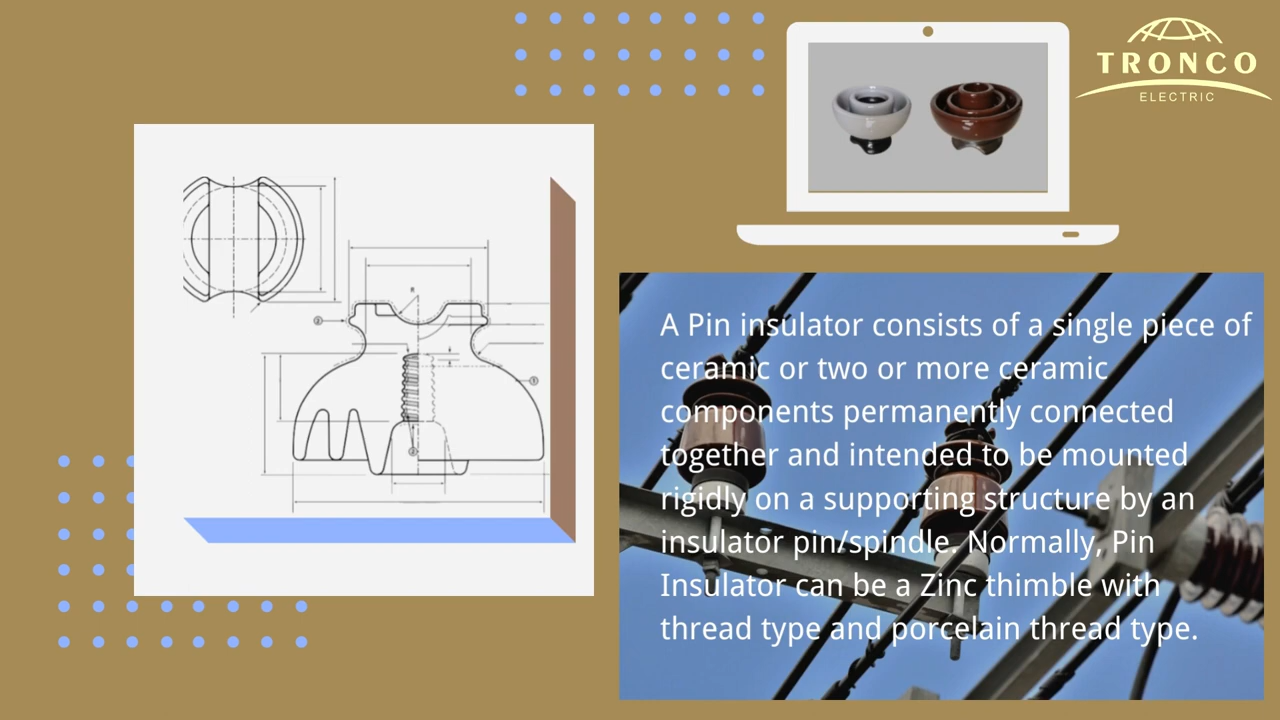 TRONCO
ELECTRIC
R
A Pin insulator consists of a single piece of
ceramic or two or more ceramic
components permanently connected
together and intended to be mounted
rigidly on a supporting structure by an
insulator pin/spindle. Normally, Pin
Insulator can be a Zinc thimble with
thread type and porcelain thread type.